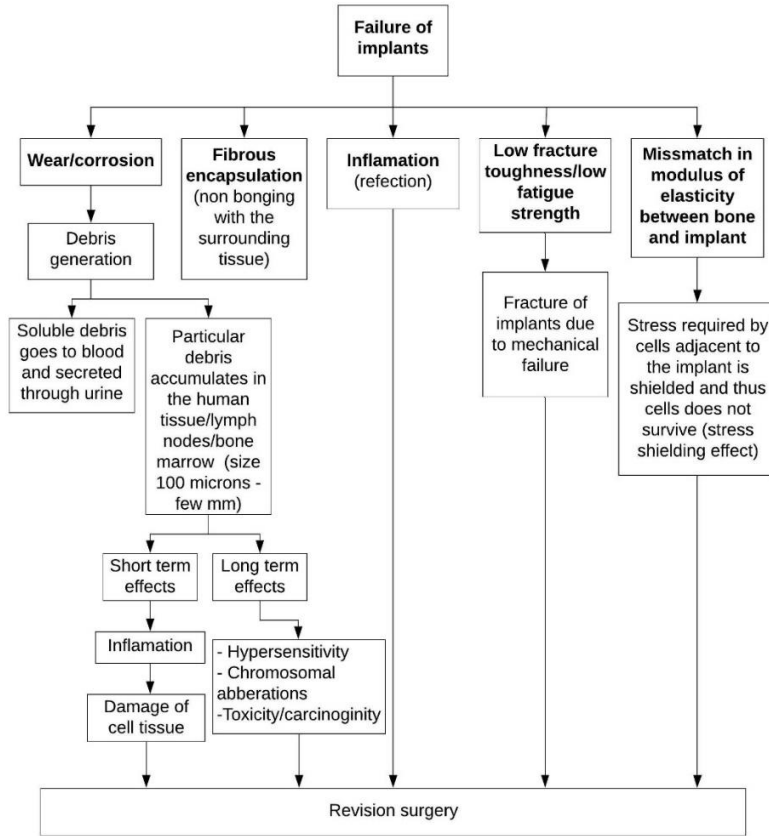 Failure of
implants
Wear/corrosion
Fibrous
encapsulation
(non bonging with
the surrounding
tissue)
Inflamation
(refection)
Low fracture
toughness/low
fatigue
strength
Missmatch in
modulus of
elasticity
between bone
and implant
Debris
generation
Soluble debris
goes to blood
and secreted
through urine
Particular
debris
accumulates in
the human
tissue/lymph
nodes/bone
marrow (size
100 microns -
few mm)
Fracture of
implants due
to mechanical
failure
Stress required by
cells adjacent to
the implant is
shielded and thus
cells does not
survive (stress
shielding effect)
Short term
effects
Long term
effects
Inflamation
Damage of
cell tissue
- Hypersensitivity
- Chromosomal
abberations
-Toxicity/carcinoginity
Revision surgery